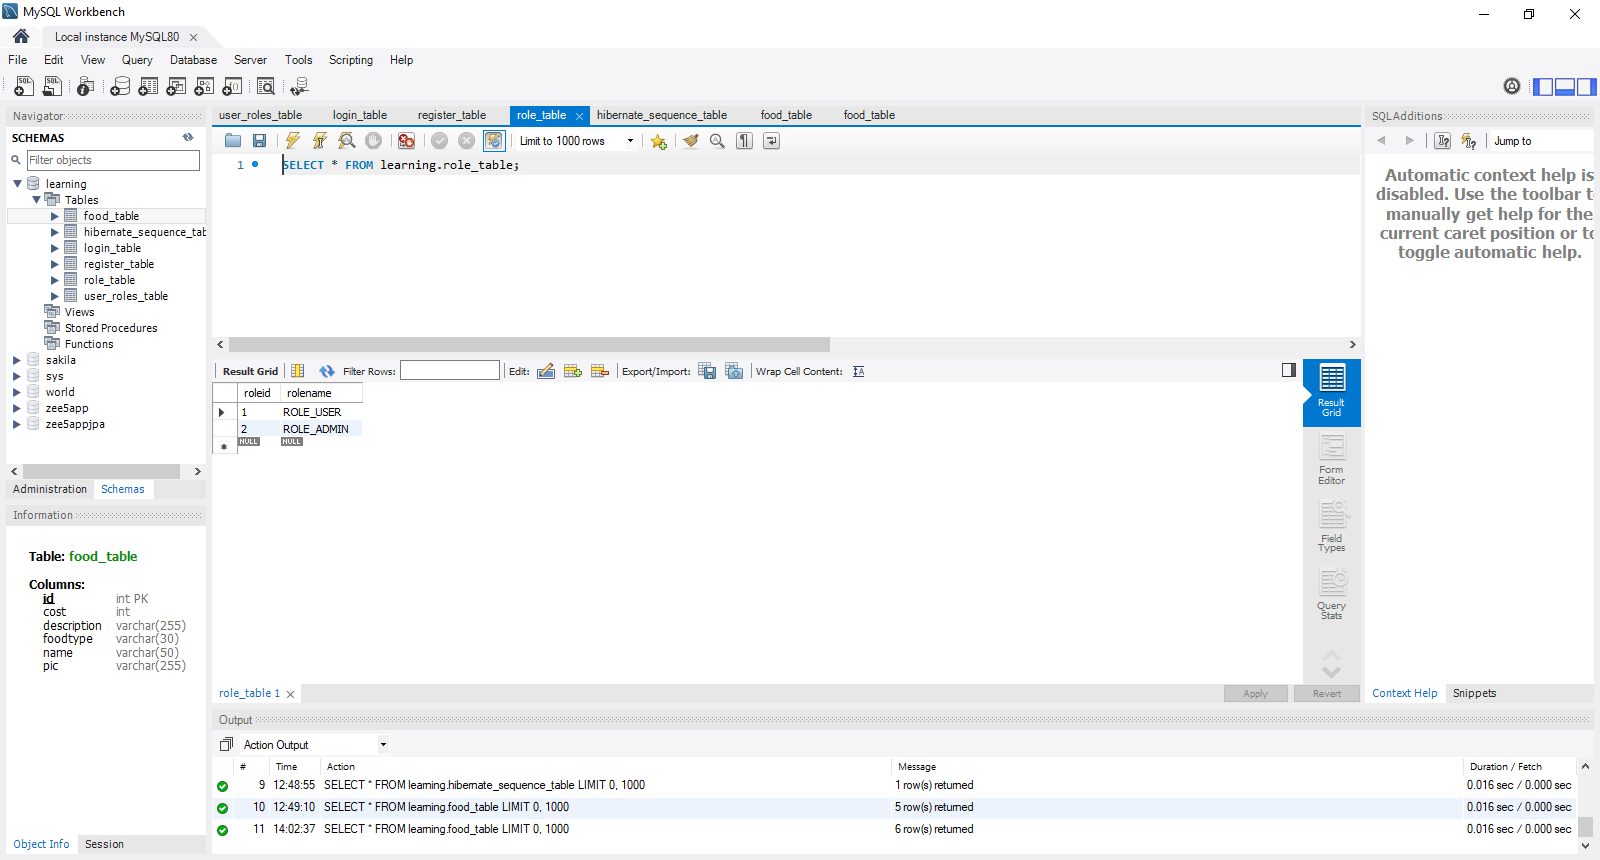 MySQL Workbench
Local instance MySQL80
File Edit View Query Database Server Tools Scripting Help
Navigator
SCHEMAS
Filter objects
learning
Tables
food_table
hibernate_sequence_tab
login_table
register_table
role_table
user_roles_table
Views
Stored Procedures
Functions
sakila
sys
world
zee5app
zee5appjpa
Administration Schemas
Information
Table: food_table
Columns:
id int PK
cost int
description varchar(255)
foodtype varchar(30)
name varchar(50)
pic varchar(255)
Object Info Session
user_roles_table login_table register_table role_table hibernate_sequence_table food_table food_table
Limit to 1000 rows
1 SELECT * FROM learning.role_table;
Result Grid Filter Rows: Edit: Export/Import: Wrap Cell Content:
roleid rolename
1 ROLE_USER
2 ROLE_ADMIN
NULL NULL
Result Grid
Form Editor
Field Types
Query Stats
role_table 1
Apply Revert
SQLAdditions
Jump to
Automatic context help is
disabled. Use the toolbar t
manually get help for the
current caret position or to
toggle automatic help.
Context Help Snippets
Output
Action Output
# Time Action Message Duration / Fetch
9 12:48:55 SELECT * FROM learning.hibernate_sequence_table LIMIT 0, 1000 1 row(s) returned 0.016 sec / 0.000 sec
10 12:49:10 SELECT * FROM learning.food_table LIMIT 0, 1000 5 row(s) returned 0.016 sec / 0.000 sec
11 14:02:37 SELECT * FROM learning.food_table LIMIT 0, 1000 6 row(s) returned 0.016 sec / 0.000 sec